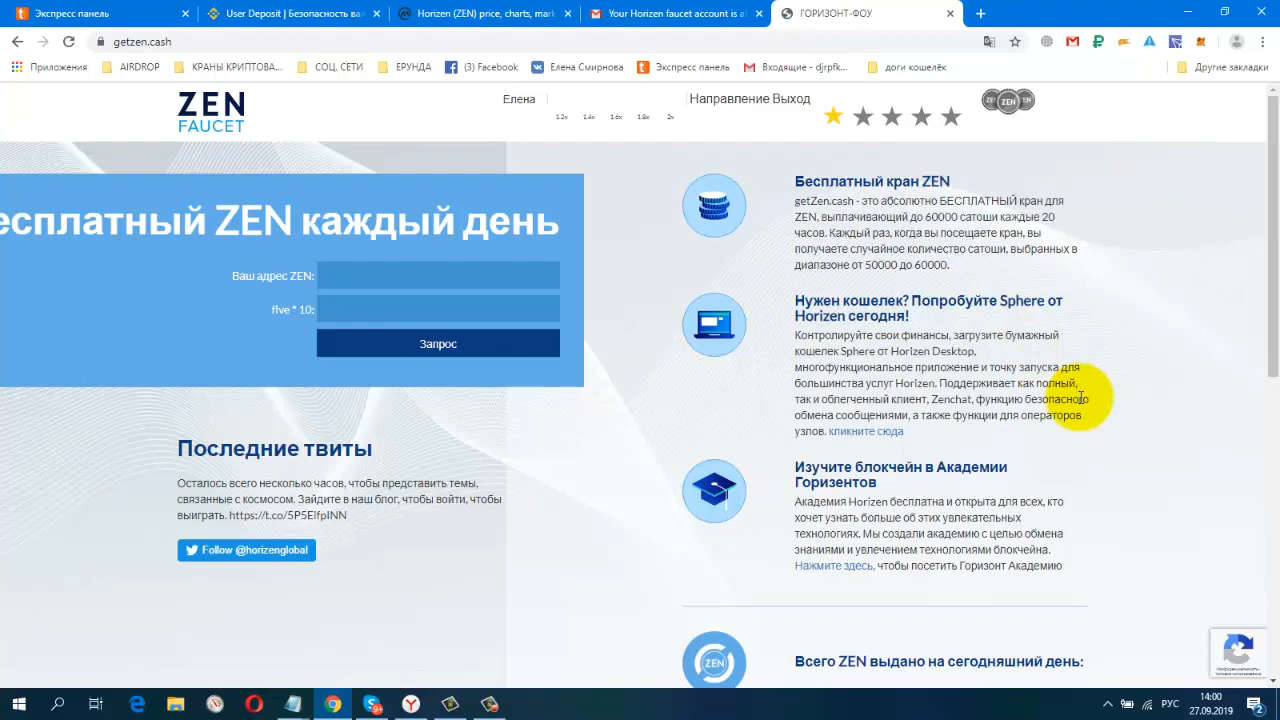 Экспресс панель
User Deposit | Безопасность вал
Horizen (ZEN) price, charts, mark
Your Horizen faucet account is al
ГОРИЗОНТ-ФОУ
getzen.cash
Приложения
AIRDROP
КРАНЫ КРИПТОВА...
СОЦ. СЕТИ
ЕРУНДА
(3) Facebook
Елена Смирнова
Экспресс панель
Входящие - djrpfk...
доги кошелёк
Другие закладки
ZEN
FAUCET
Елена
1.2x 1.4x 1.6x 1.8x 2x
Направление Выход
ZEN
есплатный ZEN каждый день
Ваш адрес ZEN:
five * 10:
Запрос
Последние твиты
Осталось всего несколько часов, чтобы представить темы,
связанные с космосом. Зайдите в наш блог, чтобы войти, чтобы
выиграть. https://t.co/5P5EIfpINN
Follow @horizenglobal
Бесплатный кран ZEN
getZen.cash - это абсолютно БЕСПЛАТНЫЙ кран для
ZEN, выплачивающий до 60000 сатоши каждые 20
часов. Каждый раз, когда вы посещаете кран, вы
получаете случайное количество сатоши, выбранных в
диапазоне от 50000 до 60000.
Нужен кошелек? Попробуйте Sphere от
Horizen сегодня!
Контролируйте свои финансы, загрузите бумажный
кошелек Sphere от Horizen Desktop,
многофункциональное приложение и точку запуска для
большинства услуг Horizen. Поддерживает как полный,
так и облегченный клиент, Zenchat, функцию безопасного
обмена сообщениями, а также функции для операторов
узлов. кликните сюда
Изучите блокчейн в Академии
Горизентов
Академия Horizen бесплатна и открыта для всех, кто
хочет узнать больше об этих увлекательных
технологиях. Мы создали академию с целью обмена
знаниями и увлечением технологиями блокчейна.
Нажмите здесь, чтобы посетить Горизонт Академию
ZEN
Всего ZEN выдано на сегодняшний день:
Конфиденциальность -
Условия использования
РУС
14:00
27.09.2019
2